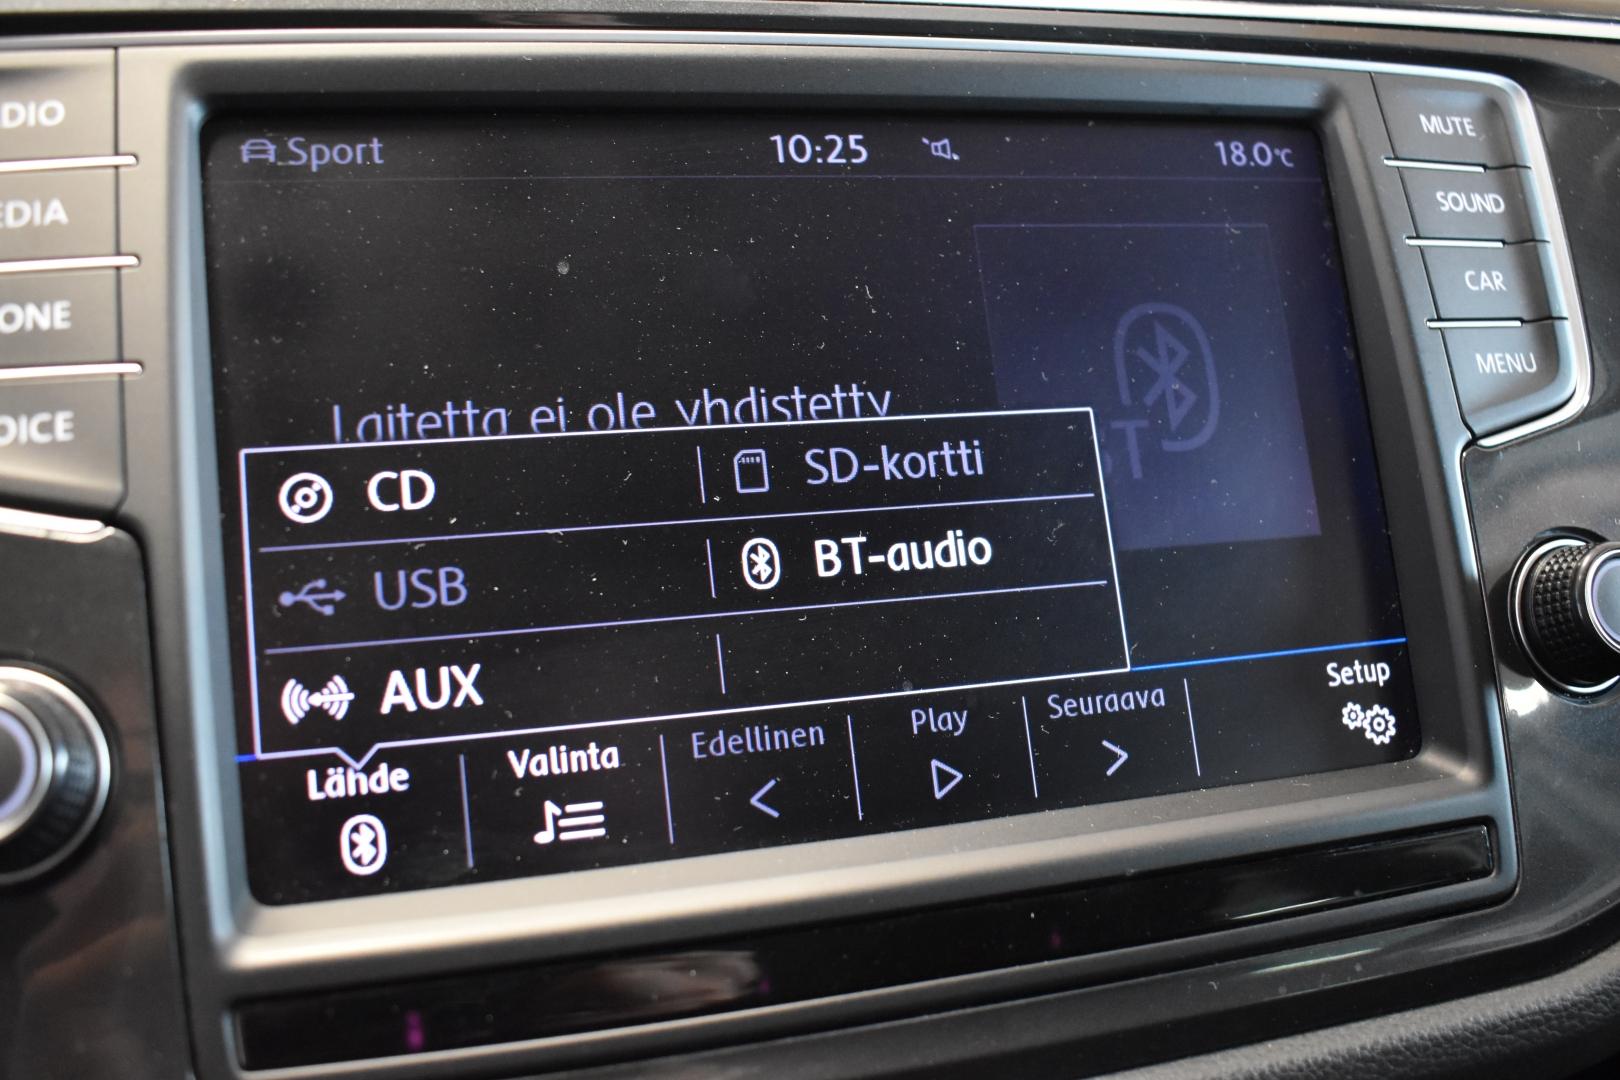 DIO
EDIA
ONE
OICE
Sport 10:25 18.0°C
Laitetta ei ole yhdistetty
BT
CD SD-kortti
USB BT-audio
AUX
Lähde Valinta Edellinen Play Seuraava Setup
MUTE
SOUND
CAR
MENU